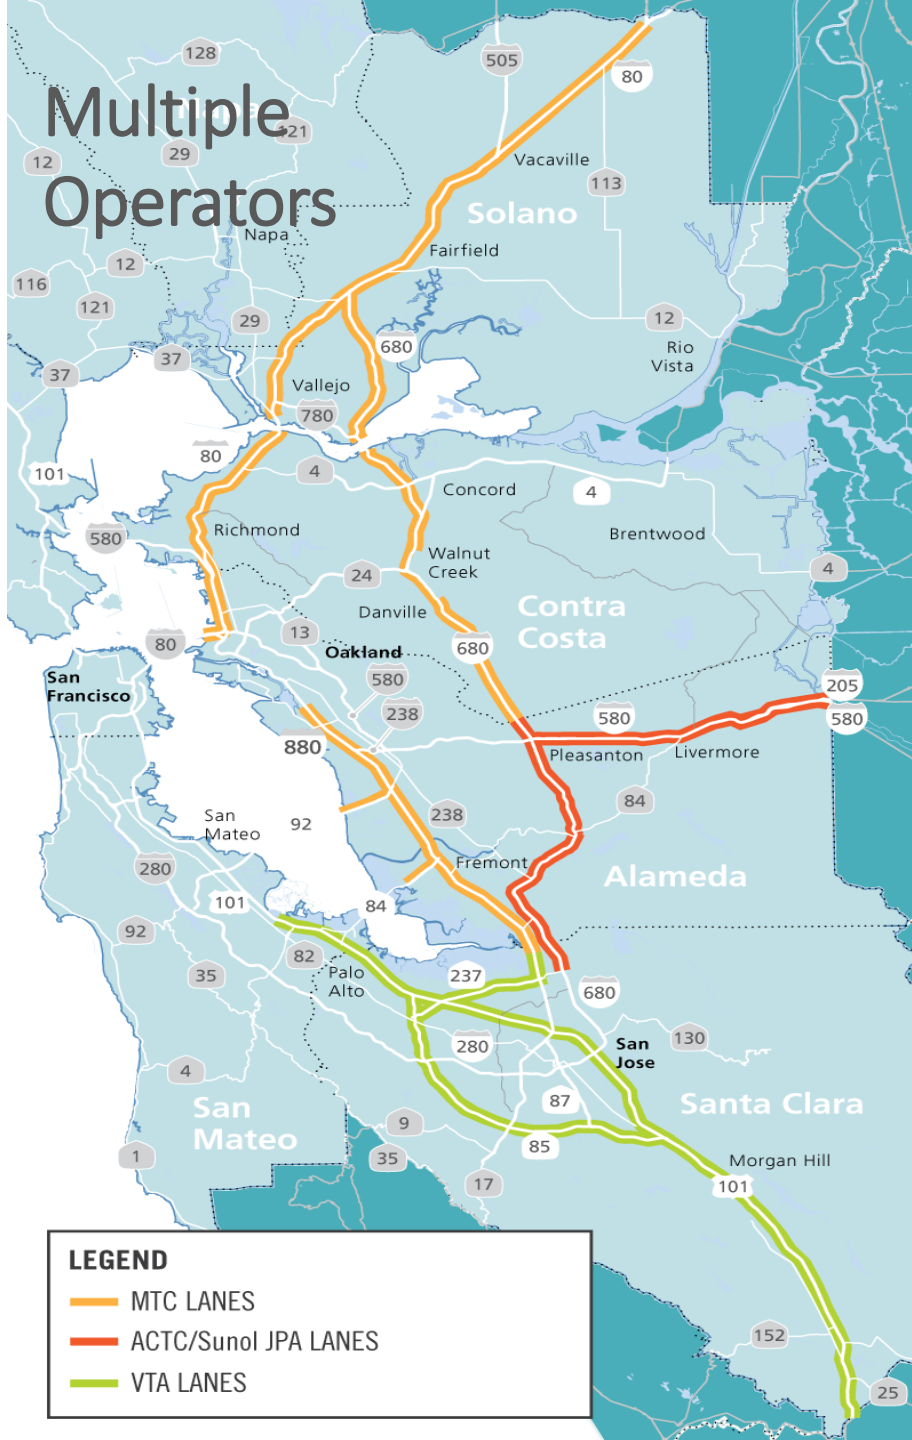 Multiple
Operators
128
505
80
121
12
29
Vacaville
113
Solano
Napa
Fairfield
12
116
121
29
12
680
Rio
Vista
37
37
Vallejo
780
80
101
4
Concord
4
Richmond
580
Brentwood
Walnut
Creek
24
4
Danville
Contra
Costa
13
80
Oakland
680
San
Francisco
580
205
238
580
580
880
Pleasanton
Livermore
84
San
Mateo
92
238
280
Fremont
Alameda
101
84
92
82
35
Palo
Alto
237
680
280
San
Jose
130
4
87
San
Mateo
Santa Clara
9
85
1
35
Morgan Hill
17
101
LEGEND
MTC LANES
ACTC/Sunol JPA LANES
VTA LANES
152
25